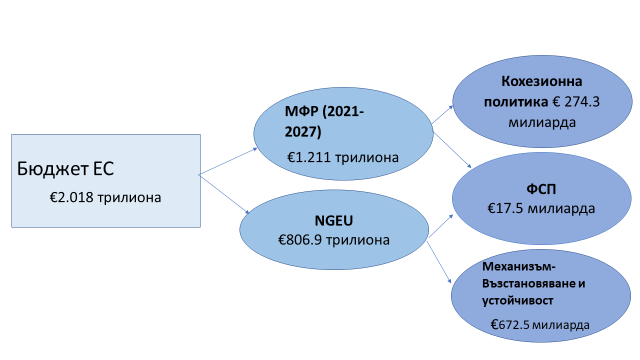 Бюджет ЕС
€2.018 трилиона
МФР (2021-
2027)
€1.211 трилиона
NGEU
€806.9 трилиона
Кохезионна
политика € 274.3
милиарда
ФСП
€17.5 милиарда
Механизъм-
Възстановяване и
устойчивост
€672.5 милиарда